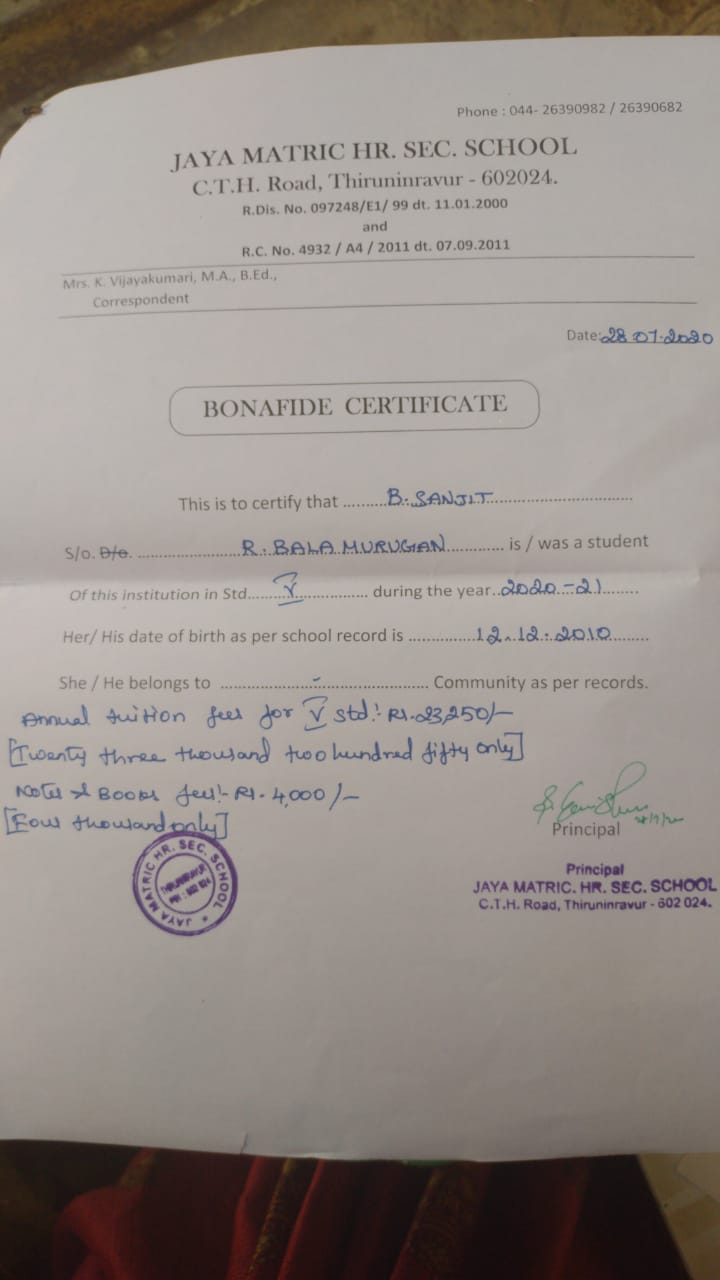 Phone : 044- 26390982 / 26390682
JAYA MATRIC HR. SEC. SCHOOL
C.T.H. Road, Thiruninravur - 602024.
R.Dis. No. 097248/E1/ 99 dt. 11.01.2000
and
R.C. No. 4932 / A4 / 2011 dt. 07.09.2011
Mrs. K. Vijayakumari, M.A., B.Ed.,
Correspondent
Date: 28.07.2020
BONAFIDE CERTIFICATE
This is to certify that ......... B. SANJIT ..............................
S/o. D/o. ..................... R. BALA MURUGAN ............ is / was a student
Of this institution in Std....... V ............... during the year.. 2020-21 ........
Her/ His date of birth as per school record is ............... 12.12.2010 ........
She / He belongs to .................. - ...................... Community as per records.
Annual tuition fees for V std:- Rs. 23,250/-
[Twenty three thousand two hundred fifty only]
Notes & Books fees:- Rs. 4,000/-
[Four thousand only]
Principal
Principal
JAYA MATRIC. HR. SEC. SCHOOL
C.T.H. Road, Thiruninravur - 602 024.
JAYA MATRIC HR. SEC. SCHOOL